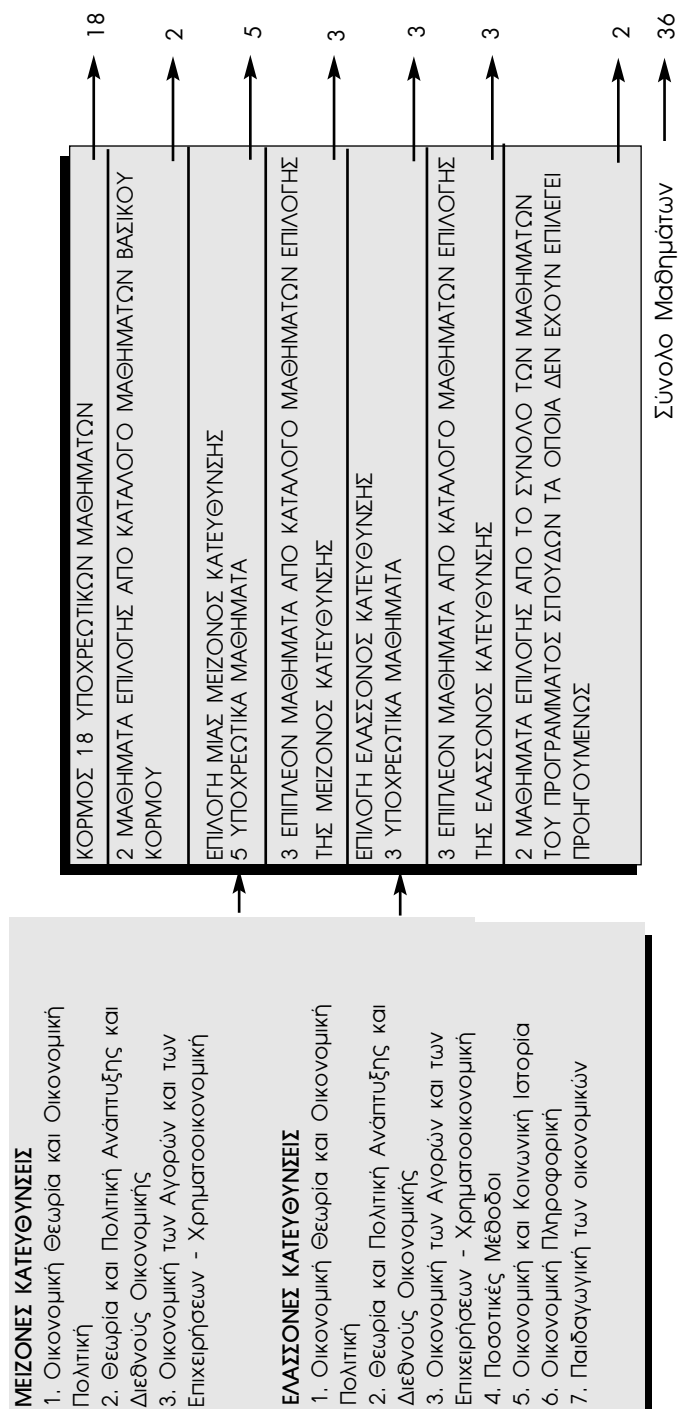 ΜΕΙΖΟΝΕΣ ΚΑΤΕΥΘΥΝΣΕΙΣ
1. Οικονομική Θεωρία και Οικονομική
Πολιτική
2. Θεωρία και Πολιτική Ανάπτυξης και
Διεθνούς Οικονομικής
3. Οικονομική των Αγορών και των
Επιχειρήσεων - Χρηματοοικονομική
ΕΛΑΣΣΟΝΕΣ ΚΑΤΕΥΘΥΝΣΕΙΣ
1. Οικονομική Θεωρία και Οικονομική
Πολιτική
2. Θεωρία και Πολιτική Ανάπτυξης και
Διεθνούς Οικονομικής
3. Οικονομική των Αγορών και των
Επιχειρήσεων - Χρηματοοικονομική
4. Ποσοτικές Μέθοδοι
5. Οικονομική και Κοινωνική Ιστορία
6. Οικονομική Πληροφορική
7. Παιδαγωγική των οικονομικών
ΚΟΡΜΟΣ 18 ΥΠΟΧΡΕΩΤΙΚΩΝ ΜΑΘΗΜΑΤΩΝ
18
2 ΜΑΘΗΜΑΤΑ ΕΠΙΛΟΓΗΣ ΑΠΟ ΚΑΤΑΛΟΓΟ ΜΑΘΗΜΑΤΩΝ ΒΑΣΙΚΟΥ
ΚΟΡΜΟΥ
2
ΕΠΙΛΟΓΗ ΜΙΑΣ ΜΕΙΖΟΝΟΣ ΚΑΤΕΥΘΥΝΣΗΣ
5 ΥΠΟΧΡΕΩΤΙΚΑ ΜΑΘΗΜΑΤΑ
5
3 ΕΠΙΠΛΕΟΝ ΜΑΘΗΜΑΤΑ ΑΠΟ ΚΑΤΑΛΟΓΟ ΜΑΘΗΜΑΤΩΝ ΕΠΙΛΟΓΗΣ
ΤΗΣ ΜΕΙΖΟΝΟΣ ΚΑΤΕΥΘΥΝΣΗΣ
3
ΕΠΙΛΟΓΗ ΕΛΑΣΣΟΝΟΣ ΚΑΤΕΥΘΥΝΣΗΣ
3 ΥΠΟΧΡΕΩΤΙΚΑ ΜΑΘΗΜΑΤΑ
3
3 ΕΠΙΠΛΕΟΝ ΜΑΘΗΜΑΤΑ ΑΠΟ ΚΑΤΑΛΟΓΟ ΜΑΘΗΜΑΤΩΝ ΕΠΙΛΟΓΗΣ
ΤΗΣ ΕΛΑΣΣΟΝΟΣ ΚΑΤΕΥΘΥΝΣΗΣ
3
2 ΜΑΘΗΜΑΤΑ ΕΠΙΛΟΓΗΣ ΑΠΟ ΤΟ ΣΥΝΟΛΟ ΤΩΝ ΜΑΘΗΜΑΤΩΝ
ΤΟΥ ΠΡΟΓΡΑΜΜΑΤΟΣ ΣΠΟΥΔΩΝ ΤΑ ΟΠΟΙΑ ΔΕΝ ΕΧΟΥΝ ΕΠΙΛΕΓΕΙ
ΠΡΟΗΓΟΥΜΕΝΩΣ
2
Σύνολο Μαθημάτων
36